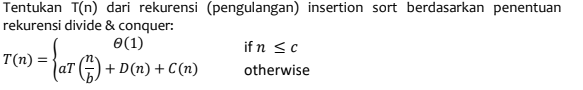 Tentukan T(n) dari rekurensi (pengulangan) insertion sort berdasarkan penentuan
rekurensi divide & conquer:
T(n) = { θ(1) if n ≤ c
aT(n/b) + D(n) + C(n) otherwise